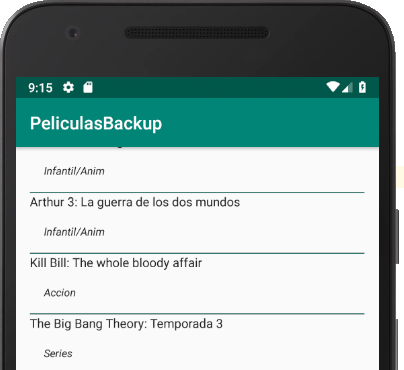 9:15
PeliculasBackup
Infantil/Anim
Arthur 3: La guerra de los dos mundos
Infantil/Anim
Kill Bill: The whole bloody affair
Accion
The Big Bang Theory: Temporada 3
Series